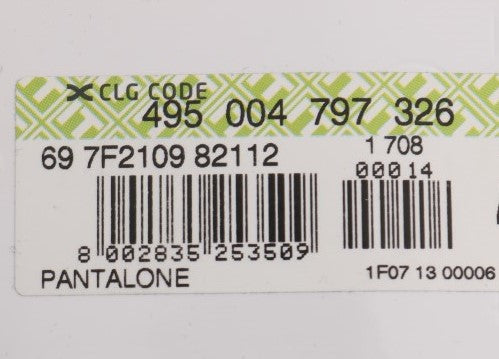 CLG CODE
495 004 797 326
69 7F2109 82112
1 708
00014
8 002835 253509
PANTALONE
1F07 13 00006